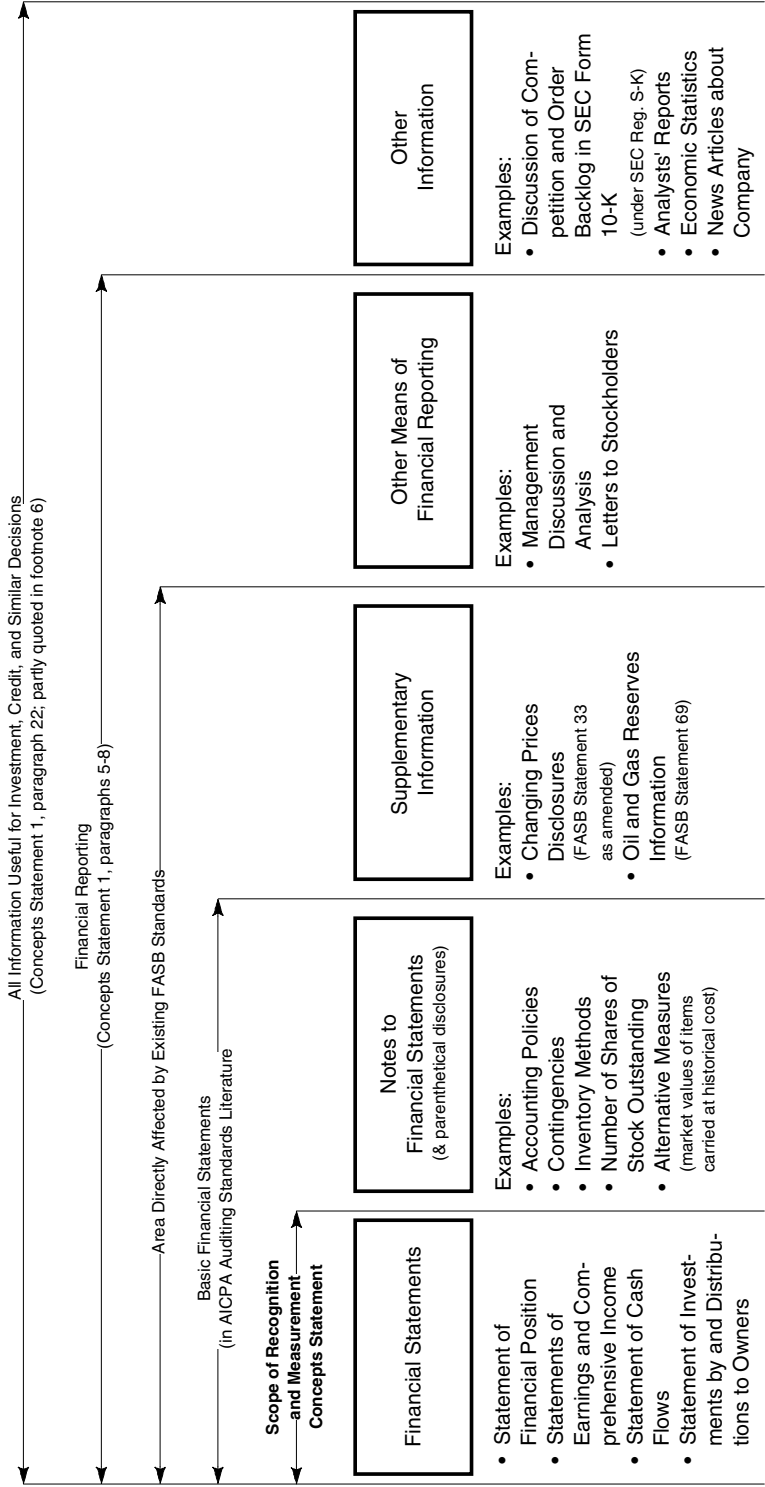 All Information Useful for Investment, Credit, and Similar Decisions
(Concepts Statement 1, paragraph 22; partly quoted in footnote 6)
Financial Reporting
(Concepts Statement 1, paragraphs 5-8)
Area Directly Affected by Existing FASB Standards
Basic Financial Statements
(in AICPA Auditing Standards Literature
Scope of Recognition
and Measurement
Concepts Statement
Financial Statements
• Statement of
Financial Position
• Statements of
Earnings and Com-
prehensive Income
• Statement of Cash
Flows
• Statement of Invest-
ments by and Distribu-
tions to Owners
Notes to
Financial Statements
(& parenthetical disclosures)
Examples:
• Accounting Policies
• Contingencies
• Inventory Methods
• Number of Shares of
Stock Outstanding
• Alternative Measures
(market values of items
carried at historical cost)
Supplementary
Information
Examples:
• Changing Prices
Disclosures
(FASB Statement 33
as amended)
• Oil and Gas Reserves
Information
(FASB Statement 69)
Other Means of
Financial Reporting
Examples:
• Management
Discussion and
Analysis
• Letters to Stockholders
Other
Information
Examples:
• Discussion of Com-
petition and Order
Backlog in SEC Form
10-K
(under SEC Reg. S-K)
• Analysts' Reports
• Economic Statistics
• News Articles about
Company